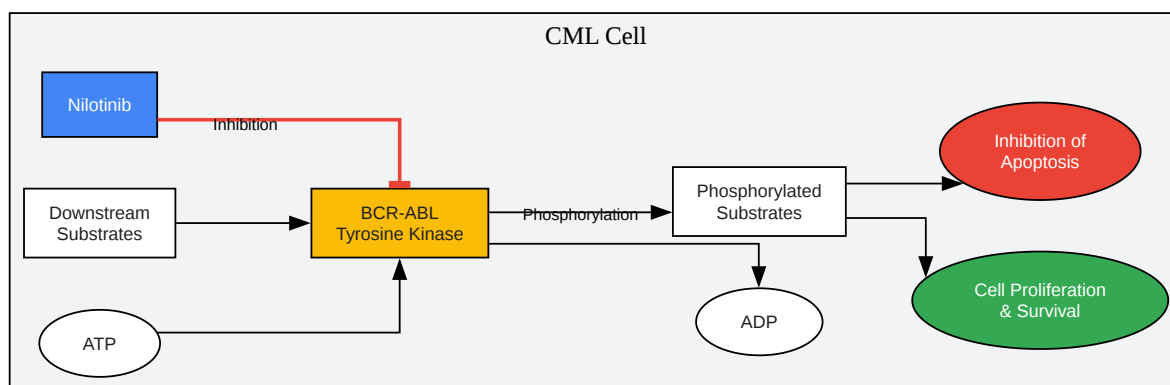 CML Cell
Nilotinib
Inhibition
Inhibition of
Apoptosis
Downstream
Substrates
BCR-ABL
Tyrosine Kinase
Phosphorylation
Phosphorylated
Substrates
Cell Proliferation
& Survival
ATP
ADP